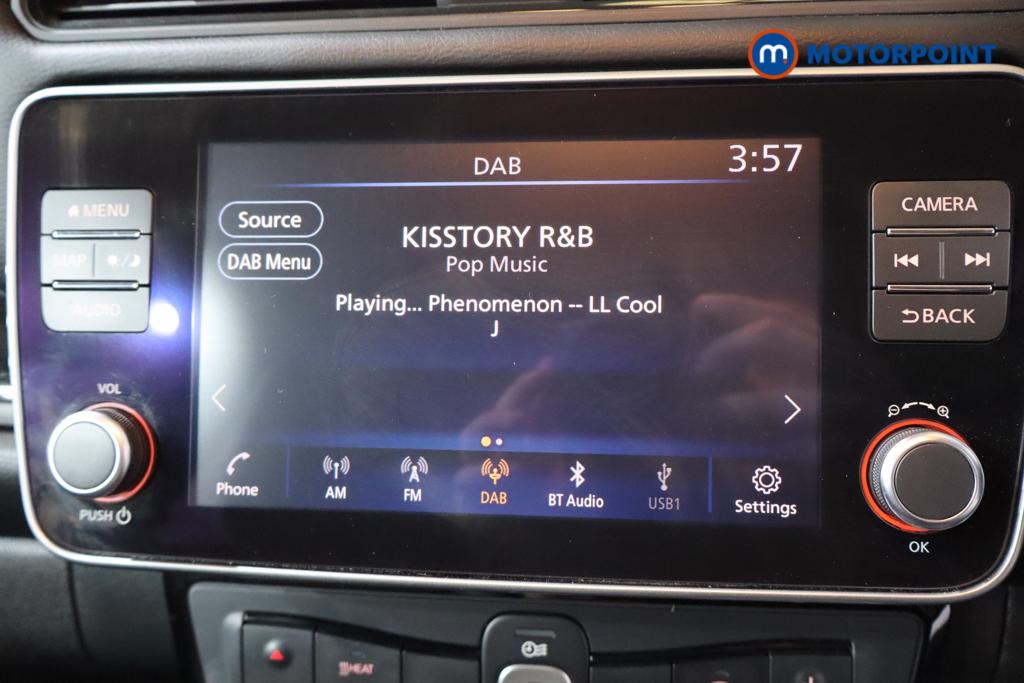 m MOTORPOINT
DAB 3:57
MENU
MAP
AUDIO
VOL
PUSH
Source
DAB Menu
KISSTORY R&B
Pop Music
Playing... Phenomenon -- LL Cool
J
Phone
AM
FM
DAB
BT Audio
USB1
Settings
CAMERA
BACK
OK
HEAT